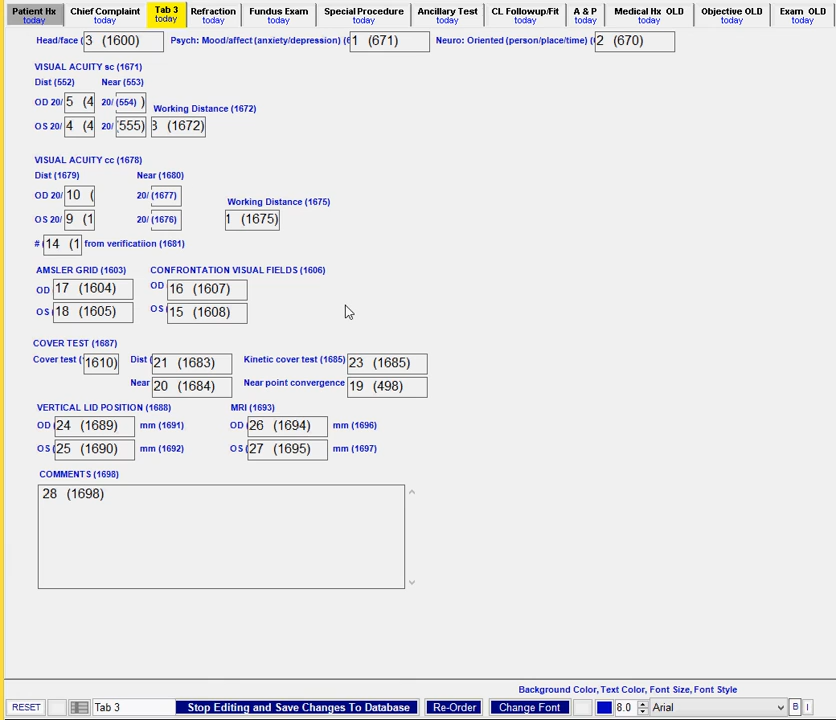 Patient Hx Chief Complaint Tab 3 Refraction Fundus Exam Special Procedure Ancillary Test CL Followup/Fit A & P Medical Hx OLD Objective OLD Exam OLD
today today today today today today today today today today today today
Head/face ( 3 (1600) Psych: Mood/affect (anxiety/depression) (6 1 (671) Neuro: Oriented (person/place/time) ( 2 (670)
VISUAL ACUITY sc (1671)
Dist (552) Near (553)
OD 20/ 5 (4 20/ (554) ) Working Distance (1672)
OS 20/ 4 (4 20/ (555) 3 (1672)
VISUAL ACUITY cc (1678)
Dist (1679) Near (1680)
OD 20/ 10 ( 20/ (1677) Working Distance (1675)
OS 20/ 9 (1 20/ (1676) 1 (1675)
# ( 14 (1 from verificatiion (1681)
AMSLER GRID (1603) CONFRONTATION VISUAL FIELDS (1606)
OD 17 (1604) OD 16 (1607)
OS ( 18 (1605) OS ( 15 (1608)
COVER TEST (1687)
Cover test ( 1610) Dist ( 21 (1683) Kinetic cover test (1685) 23 (1685)
Near 20 (1684) Near point convergence 19 (498)
VERTICAL LID POSITION (1688) MRI (1693)
OD ( 24 (1689) mm (1691) OD ( 26 (1694) mm (1696)
OS ( 25 (1690) mm (1692) OS ( 27 (1695) mm (1697)
COMMENTS (1698)
28 (1698)
Background Color, Text Color, Font Size, Font Style
RESET Tab 3 Stop Editing and Save Changes To Database Re-Order Change Font 8.0 Arial B I